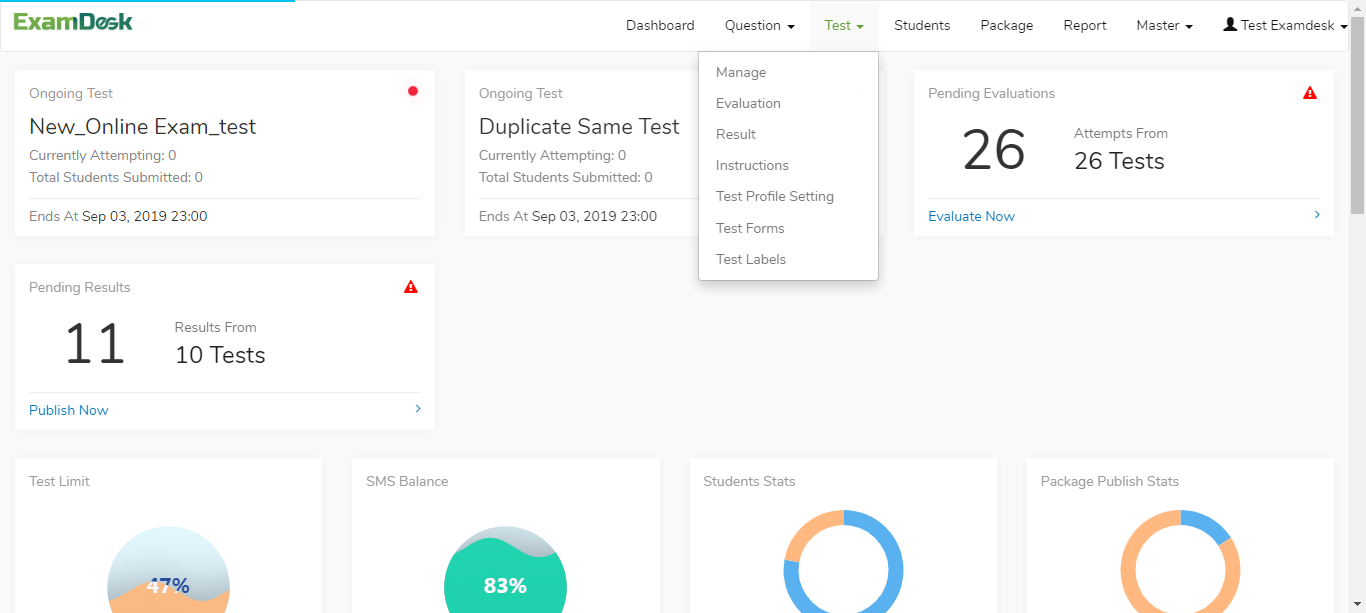 ExamDesk
Dashboard Question Test Students Package Report Master Test Examdesk
Manage
Evaluation
Result
Instructions
Test Profile Setting
Test Forms
Test Labels
Ongoing Test
New_Online Exam_test
Currently Attempting: 0
Total Students Submitted: 0
Ends At Sep 03, 2019 23:00
Ongoing Test
Duplicate Same Test
Currently Attempting: 0
Total Students Submitted: 0
Ends At Sep 03, 2019 23:00
Pending Evaluations
26
Attempts From
26 Tests
Evaluate Now
Pending Results
11
Results From
10 Tests
Publish Now
Test Limit
47%
SMS Balance
83%
Students Stats
Package Publish Stats